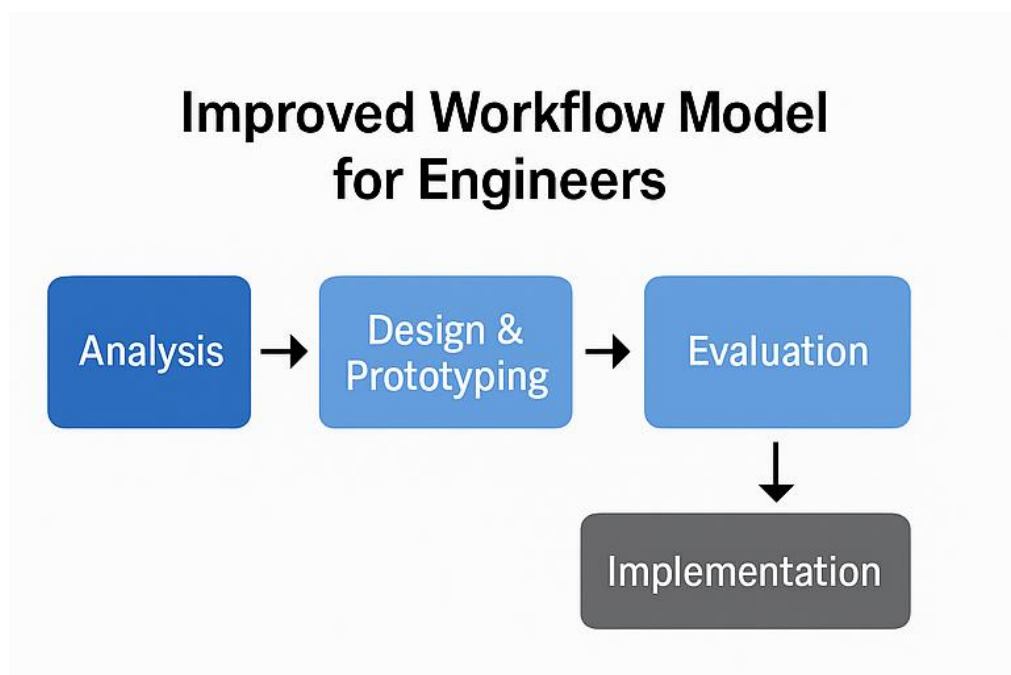 Improved Workflow Model
for Engineers
Analysis
Design &
Prototyping
Evaluation
Implementation